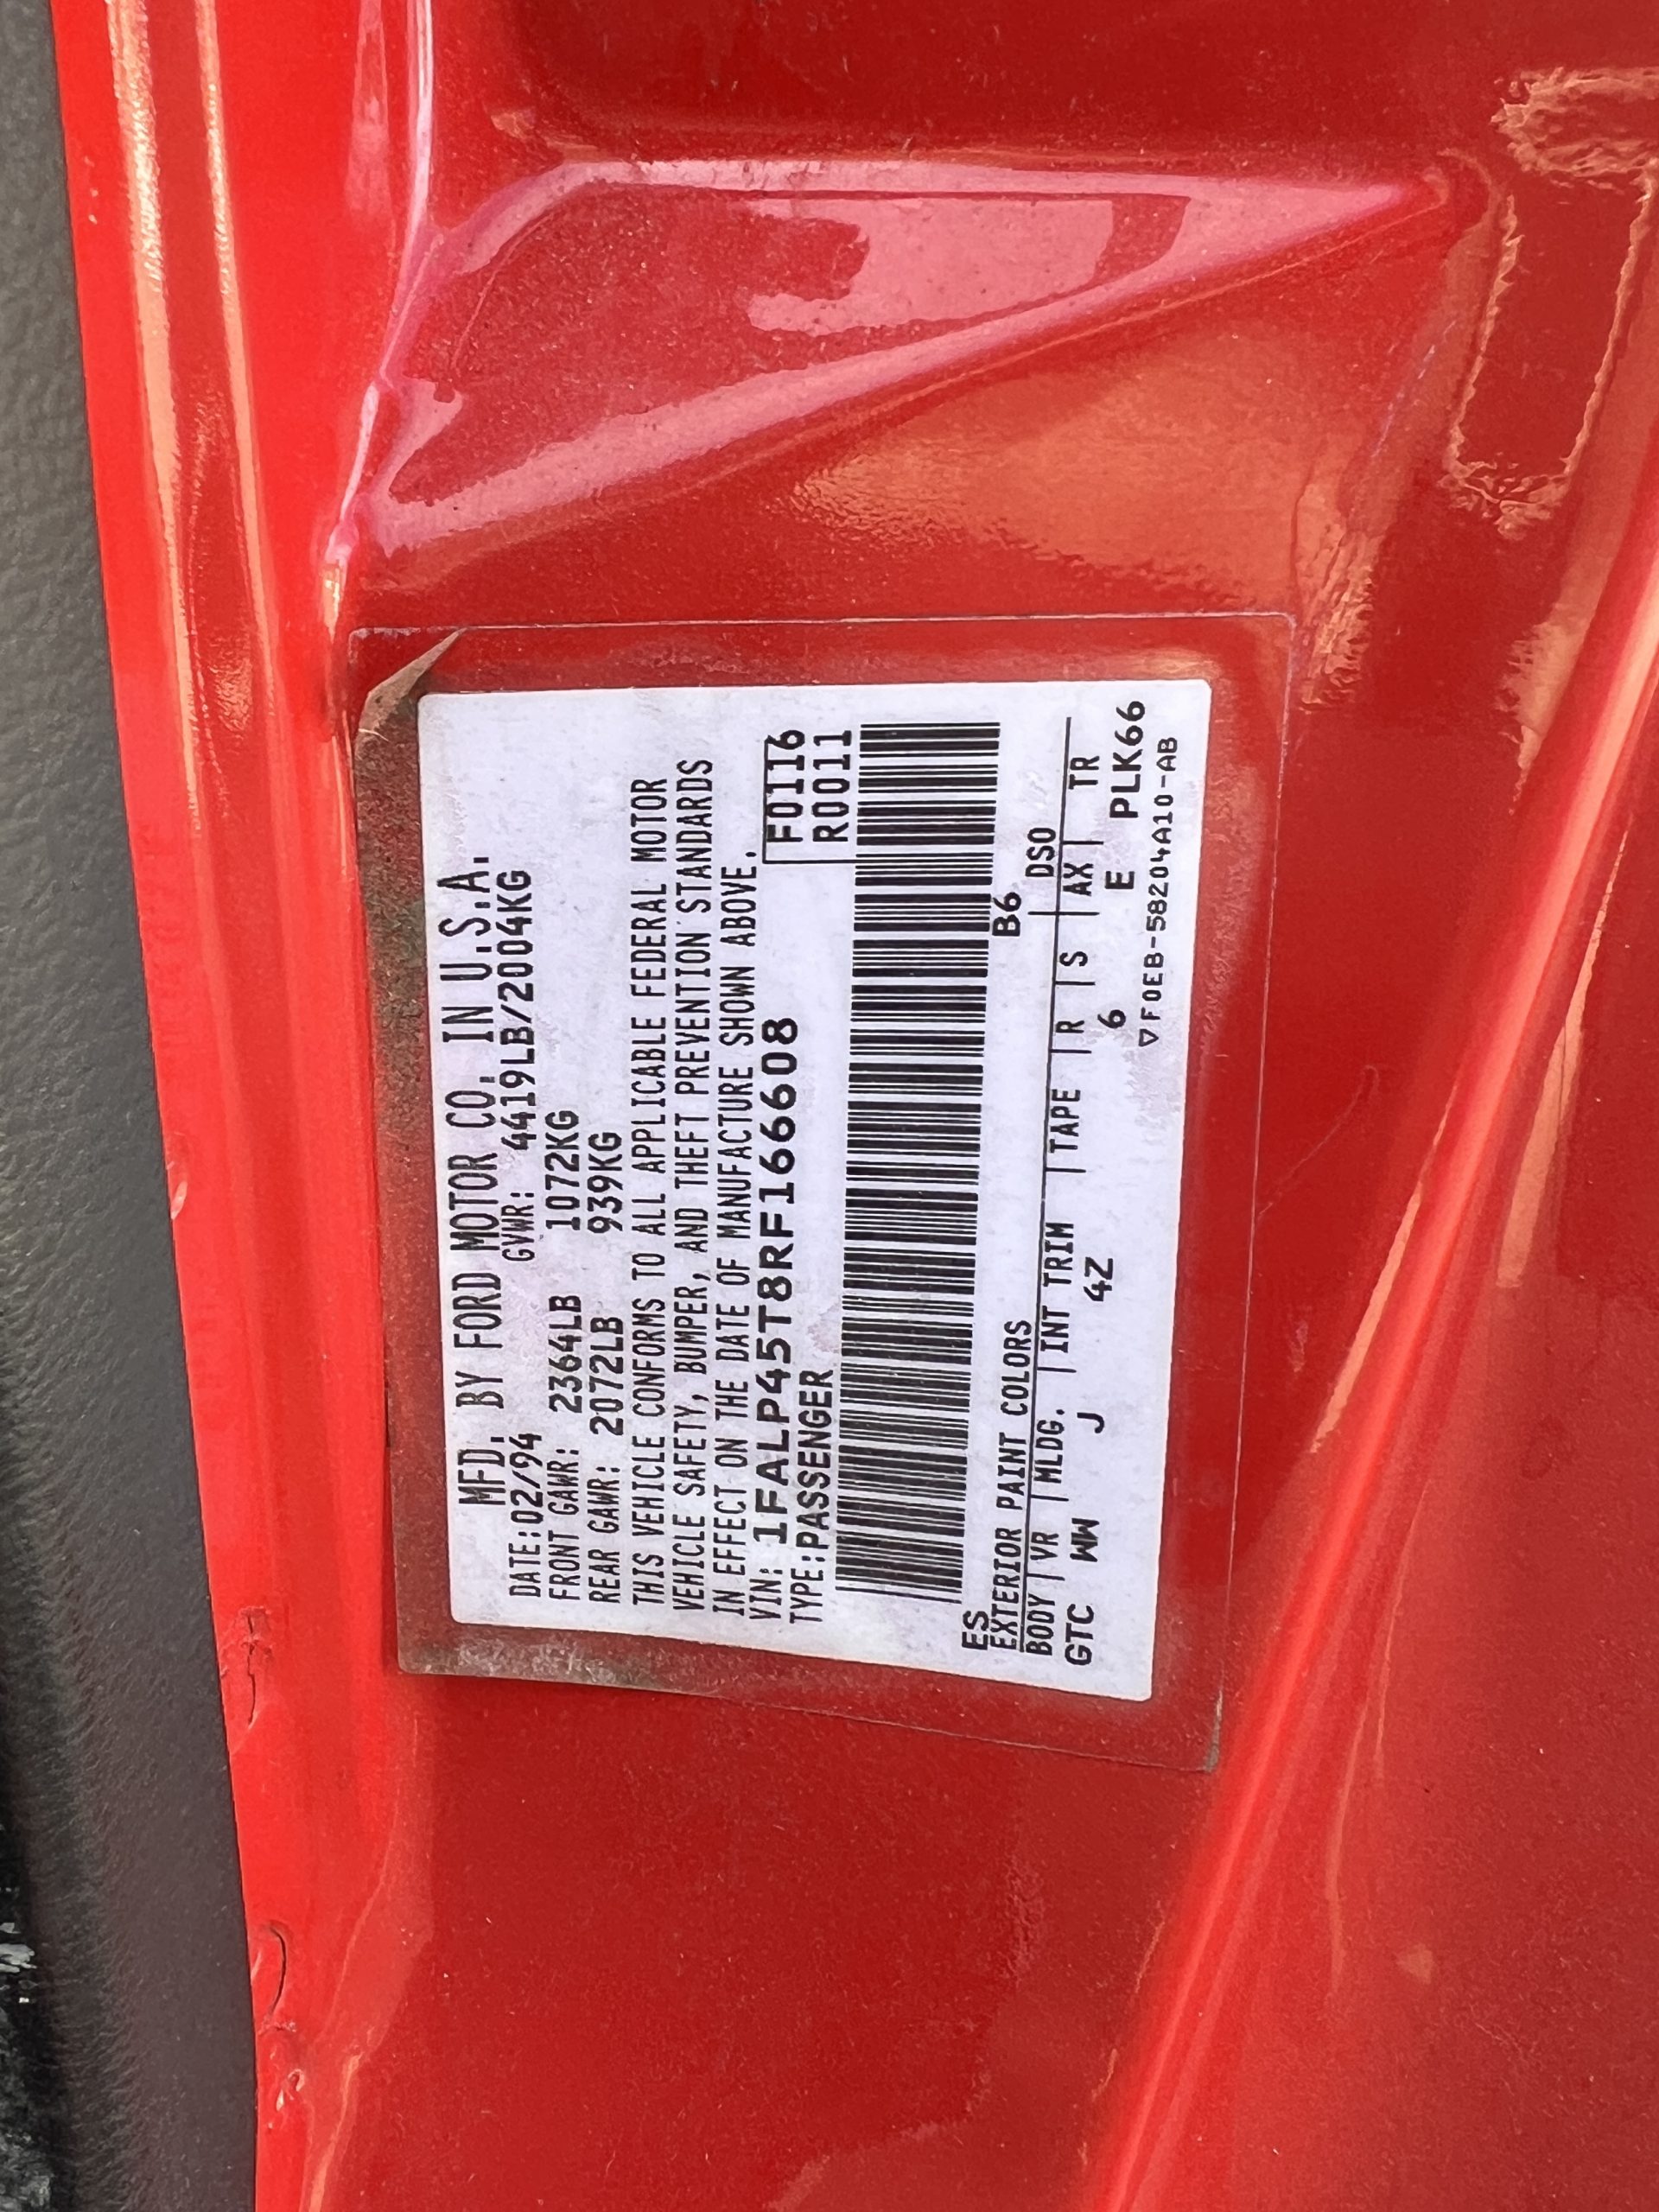 MFD. BY FORD MOTOR CO. IN U.S.A.
DATE:02/94 GVWR: 4419LB/2004KG
FRONT GAWR: 2364LB 1072KG
REAR GAWR: 2072LB 939KG
THIS VEHICLE CONFORMS TO ALL APPLICABLE FEDERAL MOTOR
VEHICLE SAFETY, BUMPER, AND THEFT PREVENTION STANDARDS
IN EFFECT ON THE DATE OF MANUFACTURE SHOWN ABOVE.
VIN: 1FALP45T8RF166608 F0116
TYPE:PASSENGER R0011
ES B6
EXTERIOR PAINT COLORS DSO
BODY VR MLDG. INT TRIM TAPE R S AX TR
GTC WW J 4Z 6 E PLK66
▽F0EB-58204A10-AB